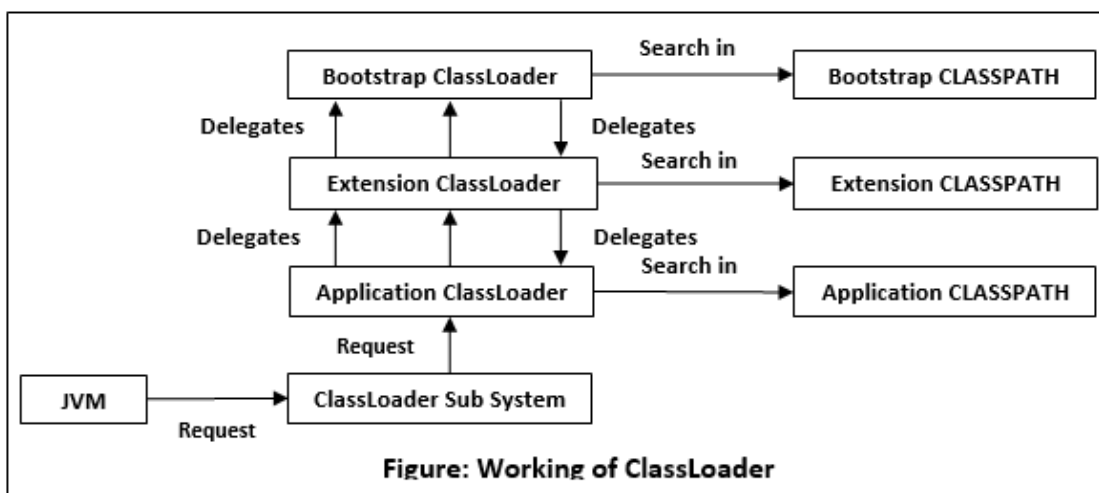 Search in
Bootstrap ClassLoader
Bootstrap CLASSPATH
Delegates
Delegates
Search in
Extension ClassLoader
Extension CLASSPATH
Delegates
Delegates
Search in
Application ClassLoader
Application CLASSPATH
Request
JVM
ClassLoader Sub System
Request
Figure: Working of ClassLoader